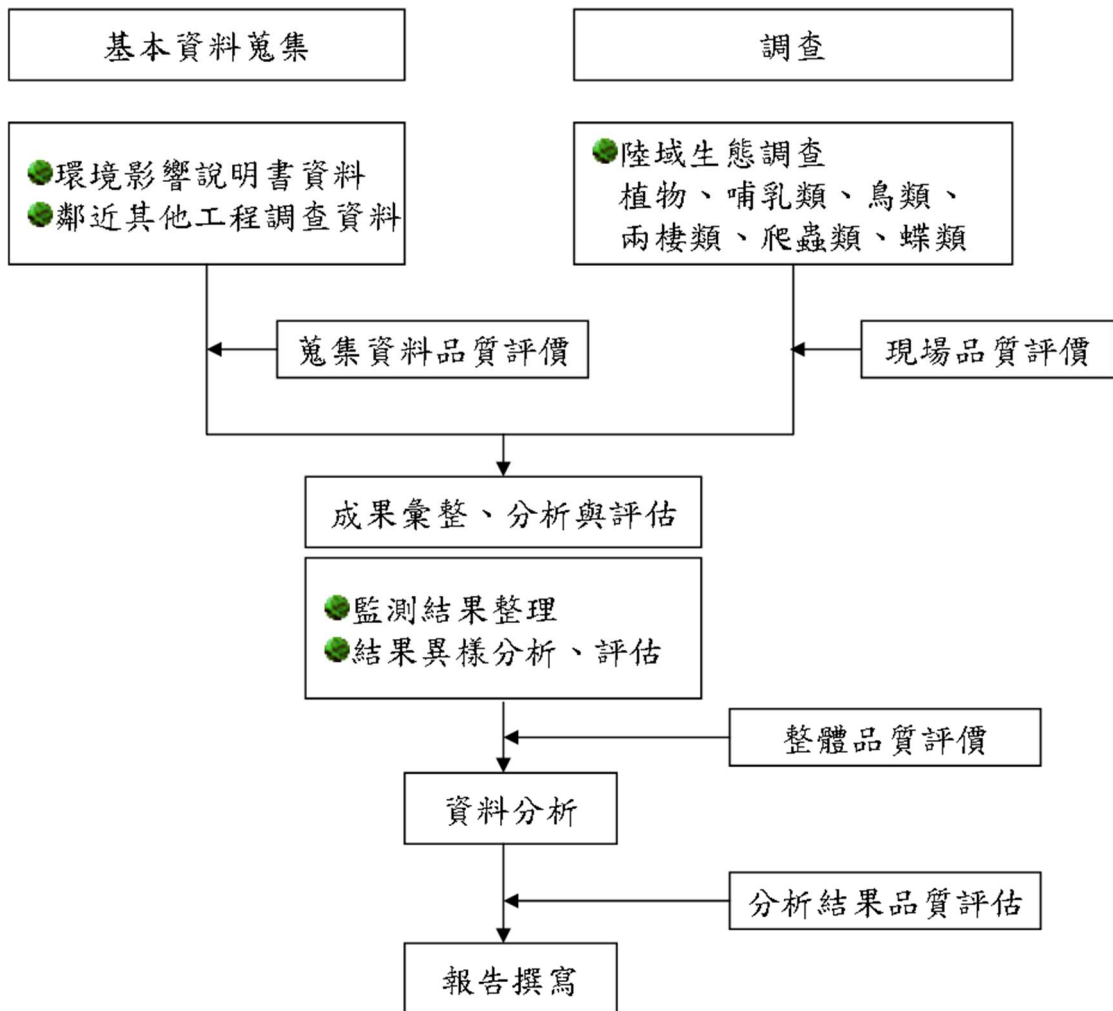 基本資料蒐集
調查
環境影響說明書資料
鄰近其他工程調查資料
陸域生態調查
植物、哺乳類、鳥類、
兩棲類、爬蟲類、蝶類
蒐集資料品質評價
現場品質評價
成果彙整、分析與評估
監測結果整理
結果異樣分析、評估
整體品質評價
資料分析
分析結果品質評估
報告撰寫